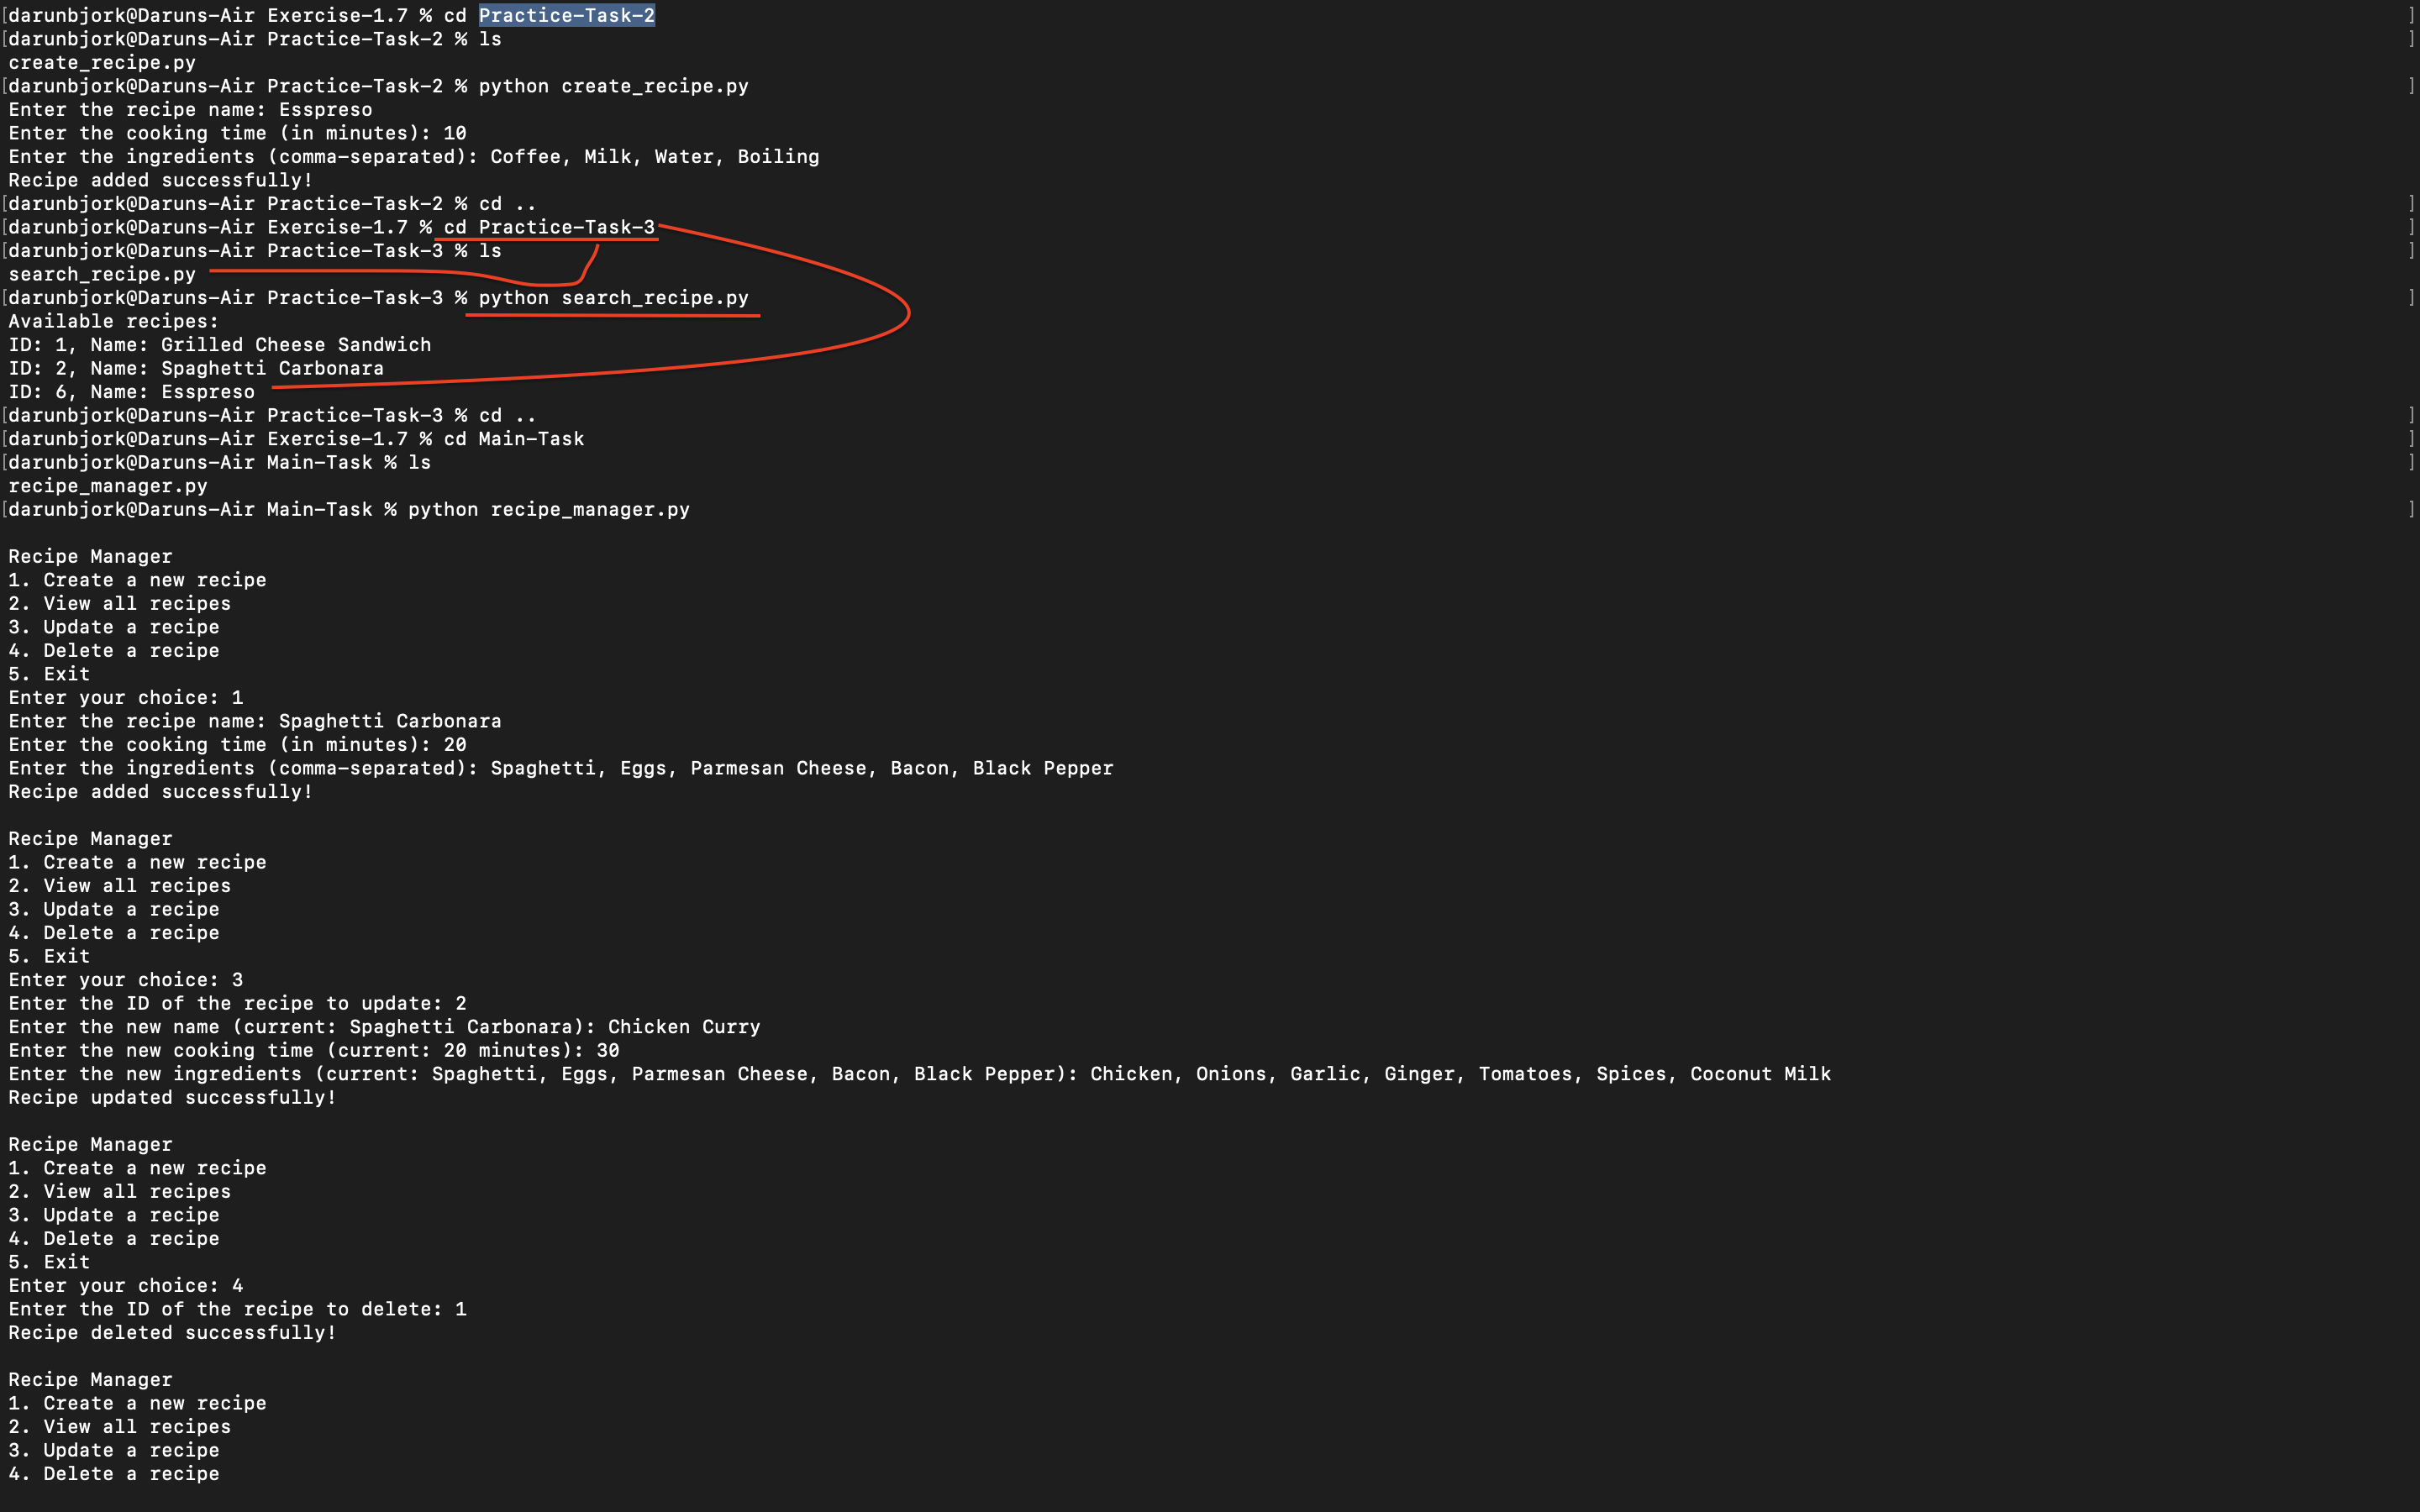 [darunbjork@Daruns-Air Exercise-1.7 % cd Practice-Task-2 ]
[darunbjork@Daruns-Air Practice-Task-2 % ls ]
create_recipe.py
[darunbjork@Daruns-Air Practice-Task-2 % python create_recipe.py ]
Enter the recipe name: Esspreso
Enter the cooking time (in minutes): 10
Enter the ingredients (comma-separated): Coffee, Milk, Water, Boiling
Recipe added successfully!
[darunbjork@Daruns-Air Practice-Task-2 % cd .. ]
[darunbjork@Daruns-Air Exercise-1.7 % cd Practice-Task-3 ]
[darunbjork@Daruns-Air Practice-Task-3 % ls ]
search_recipe.py
[darunbjork@Daruns-Air Practice-Task-3 % python search_recipe.py ]
Available recipes:
ID: 1, Name: Grilled Cheese Sandwich
ID: 2, Name: Spaghetti Carbonara
ID: 6, Name: Esspreso
[darunbjork@Daruns-Air Practice-Task-3 % cd .. ]
[darunbjork@Daruns-Air Exercise-1.7 % cd Main-Task ]
[darunbjork@Daruns-Air Main-Task % ls ]
recipe_manager.py
[darunbjork@Daruns-Air Main-Task % python recipe_manager.py ]
Recipe Manager
1. Create a new recipe
2. View all recipes
3. Update a recipe
4. Delete a recipe
5. Exit
Enter your choice: 1
Enter the recipe name: Spaghetti Carbonara
Enter the cooking time (in minutes): 20
Enter the ingredients (comma-separated): Spaghetti, Eggs, Parmesan Cheese, Bacon, Black Pepper
Recipe added successfully!
Recipe Manager
1. Create a new recipe
2. View all recipes
3. Update a recipe
4. Delete a recipe
5. Exit
Enter your choice: 3
Enter the ID of the recipe to update: 2
Enter the new name (current: Spaghetti Carbonara): Chicken Curry
Enter the new cooking time (current: 20 minutes): 30
Enter the new ingredients (current: Spaghetti, Eggs, Parmesan Cheese, Bacon, Black Pepper): Chicken, Onions, Garlic, Ginger, Tomatoes, Spices, Coconut Milk
Recipe updated successfully!
Recipe Manager
1. Create a new recipe
2. View all recipes
3. Update a recipe
4. Delete a recipe
5. Exit
Enter your choice: 4
Enter the ID of the recipe to delete: 1
Recipe deleted successfully!
Recipe Manager
1. Create a new recipe
2. View all recipes
3. Update a recipe
4. Delete a recipe